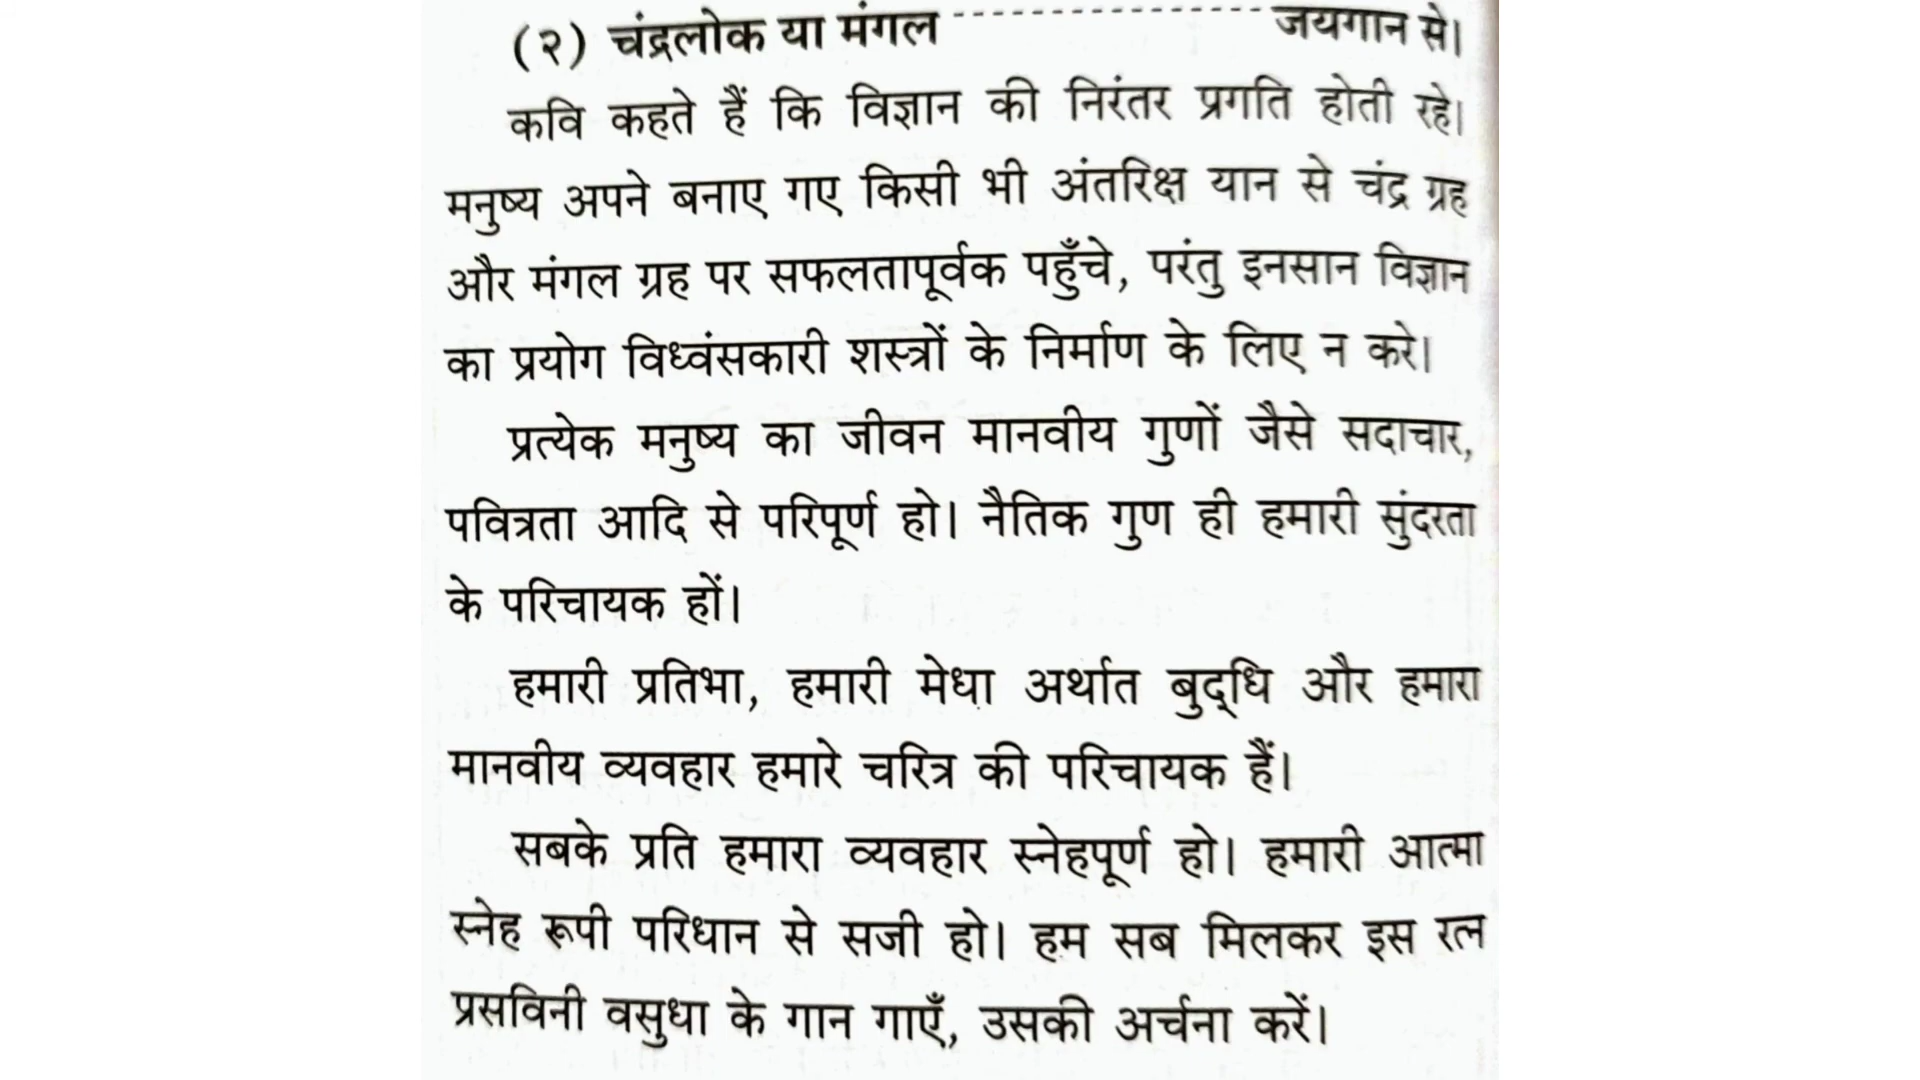 (२) चंद्रलोक या मंगल -------------------- जयगान से।
कवि कहते हैं कि विज्ञान की निरंतर प्रगति होती रहे।
मनुष्य अपने बनाए गए किसी भी अंतरिक्ष यान से चंद्र ग्रह
और मंगल ग्रह पर सफलतापूर्वक पहुँचे, परंतु इनसान विज्ञान
का प्रयोग विध्वंसकारी शस्त्रों के निर्माण के लिए न करे।
प्रत्येक मनुष्य का जीवन मानवीय गुणों जैसे सदाचार,
पवित्रता आदि से परिपूर्ण हो। नैतिक गुण ही हमारी सुंदरता
के परिचायक हों।
हमारी प्रतिभा, हमारी मेधा अर्थात बुद्‌धि और हमारा
मानवीय व्यवहार हमारे चरित्र की परिचायक हैं।
सबके प्रति हमारा व्यवहार स्नेहपूर्ण हो। हमारी आत्मा
स्नेह रूपी परिधान से सजी हो। हम सब मिलकर इस रत्न
प्रसविनी वसुधा के गान गाएँ, उसकी अर्चना करें।